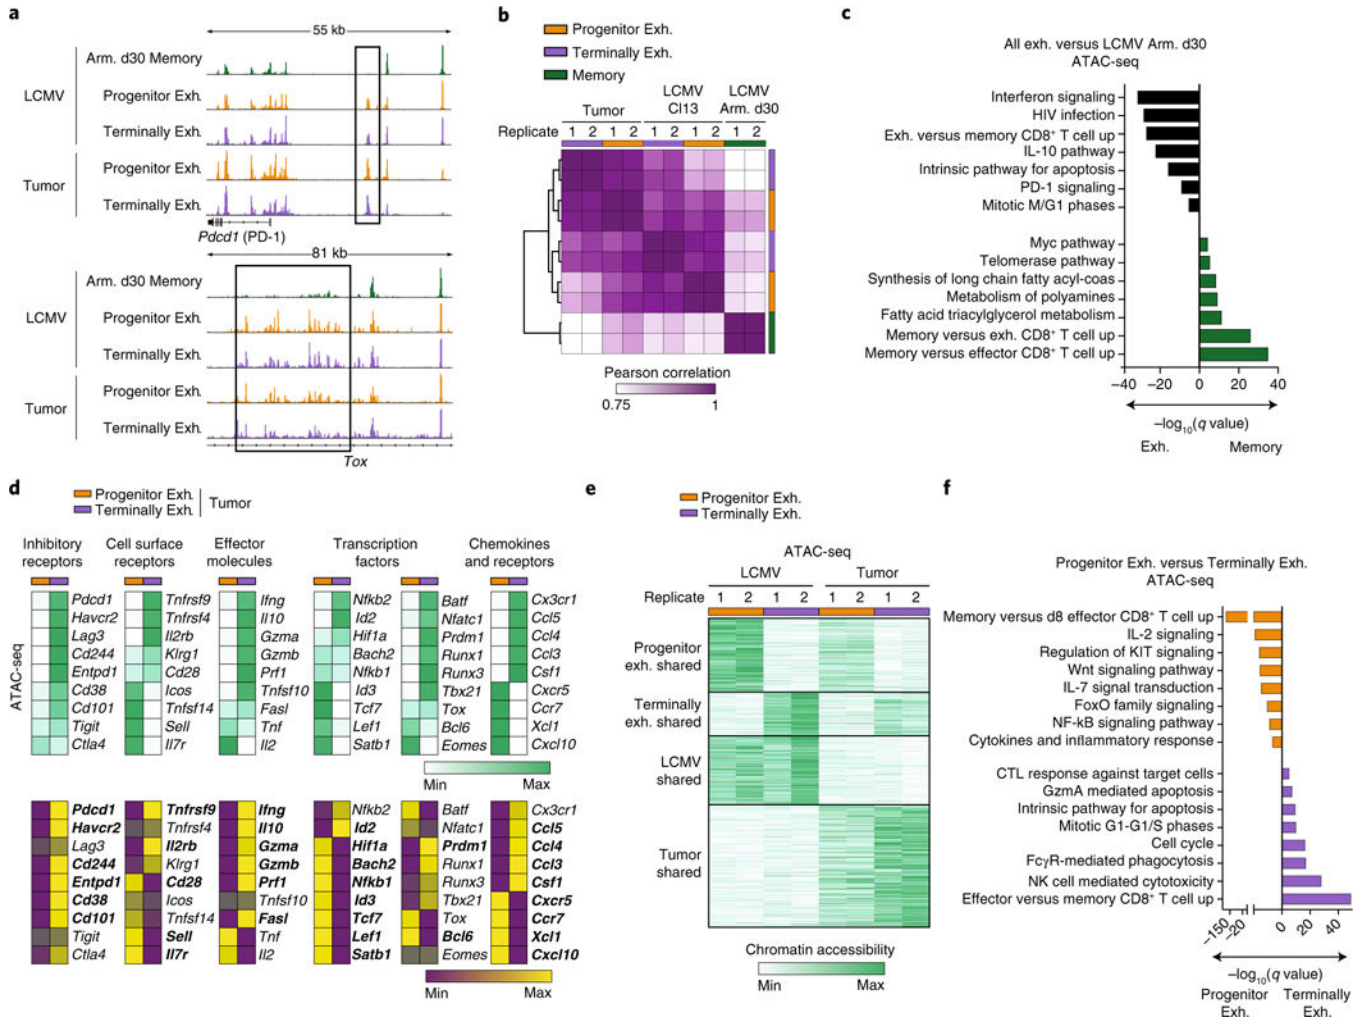 a
55 kb
Arm. d30 Memory
LCMV
Progenitor Exh.
Terminally Exh.
Tumor
Progenitor Exh.
Terminally Exh.
Pdcd1 (PD-1)
81 kb
Arm. d30 Memory
LCMV
Progenitor Exh.
Terminally Exh.
Tumor
Progenitor Exh.
Terminally Exh.
Tox
b
Progenitor Exh.
Terminally Exh.
Memory
Tumor
LCMV Cl13
LCMV Arm. d30
Replicate 1 2 1 2 1 2 1 2 1 2
Pearson correlation
0.75 1
c
All exh. versus LCMV Arm. d30
ATAC-seq
Interferon signaling
HIV infection
Exh. versus memory CD8⁺ T cell up
IL-10 pathway
Intrinsic pathway for apoptosis
PD-1 signaling
Mitotic M/G1 phases
Myc pathway
Telomerase pathway
Synthesis of long chain fatty acyl-coas
Metabolism of polyamines
Fatty acid triacylglycerol metabolism
Memory versus exh. CD8⁺ T cell up
Memory versus effector CD8⁺ T cell up
–40 –20 0 20 40
–log₁₀(q value)
Exh. Memory
d
Progenitor Exh.
Terminally Exh.
Tumor
Inhibitory receptors
Cell surface receptors
Effector molecules
Transcription factors
Chemokines and receptors
ATAC-seq
Pdcd1 Tnfrsf9 Ifng Nfkb2 Batf Cx3cr1
Havcr2 Tnfrsf4 Il10 Id2 Nfatc1 Ccl5
Lag3 Il2rb Gzma Hif1a Prdm1 Ccl4
Cd244 Klrg1 Gzmb Bach2 Runx1 Ccl3
Entpd1 Cd28 Prf1 Nfkb1 Runx3 Csf1
Cd38 Icos Tnfsf10 Id3 Tbx21 Cxcr5
Cd101 Tnfsf14 Fasl Tcf7 Tox Ccr7
Tigit Sell Tnf Lef1 Bcl6 Xcl1
Ctla4 Il7r Il2 Satb1 Eomes Cxcl10
Min Max
Pdcd1 Tnfrsf9 Ifng Nfkb2 Batf Cx3cr1
Havcr2 Tnfrsf4 Il10 Id2 Nfatc1 Ccl5
Lag3 Il2rb Gzma Hif1a Prdm1 Ccl4
Cd244 Klrg1 Gzmb Bach2 Runx1 Ccl3
Entpd1 Cd28 Prf1 Nfkb1 Runx3 Csf1
Cd38 Icos Tnfsf10 Id3 Tbx21 Cxcr5
Cd101 Tnfsf14 Fasl Tcf7 Tox Ccr7
Tigit Sell Tnf Lef1 Bcl6 Xcl1
Ctla4 Il7r Il2 Satb1 Eomes Cxcl10
Min Max
e
Progenitor Exh.
Terminally Exh.
ATAC-seq
LCMV Tumor
Replicate 1 2 1 2 1 2 1 2
Progenitor
exh. shared
Terminally
exh. shared
LCMV
shared
Tumor
shared
Chromatin accessibility
Min Max
f
Progenitor Exh. versus Terminally Exh.
ATAC-seq
Memory versus d8 effector CD8⁺ T cell up
IL-2 signaling
Regulation of KIT signaling
Wnt signaling pathway
IL-7 signal transduction
FoxO family signaling
NF-kB signaling pathway
Cytokines and inflammatory response
CTL response against target cells
GzmA mediated apoptosis
Intrinsic pathway for apoptosis
Mitotic G1-G1/S phases
Cell cycle
FcγR-mediated phagocytosis
NK cell mediated cytotoxicity
Effector versus memory CD8⁺ T cell up
–150 –20 0 20 40
–log₁₀(q value)
Progenitor Terminally
Exh. Exh.